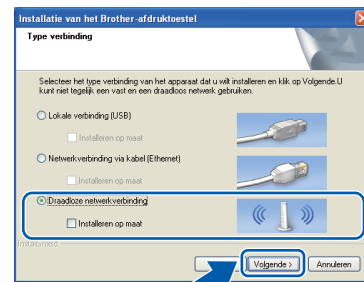 Installatie van het Brother-afdruktoestel
Type verbinding
Selecteer het type verbinding van het apparaat dat u wilt installeren en klik op Volgende.U
kunt niet tegelijk een vast en een draadloos netwerk gebruiken.
Lokale verbinding (USB)
Installeren op maat
Netwerkverbinding via kabel (Ethernet)
Installeren op maat
Draadloze netwerkverbinding
Installeren op maat
InstallShield
Volgende >
Annuleren